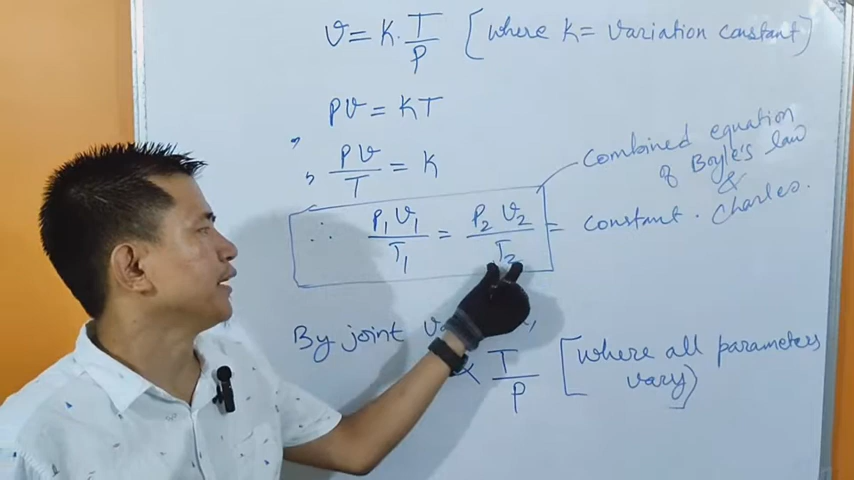 V = K · T/P [where K = variation constant]
PV = KT
, PV/T = K
Combined equation of Boyle's law & Charles.
∴ P₁V₁/T₁ = P₂V₂/T₂ = constant.
By joint
∝ T/P [where all parameters vary]